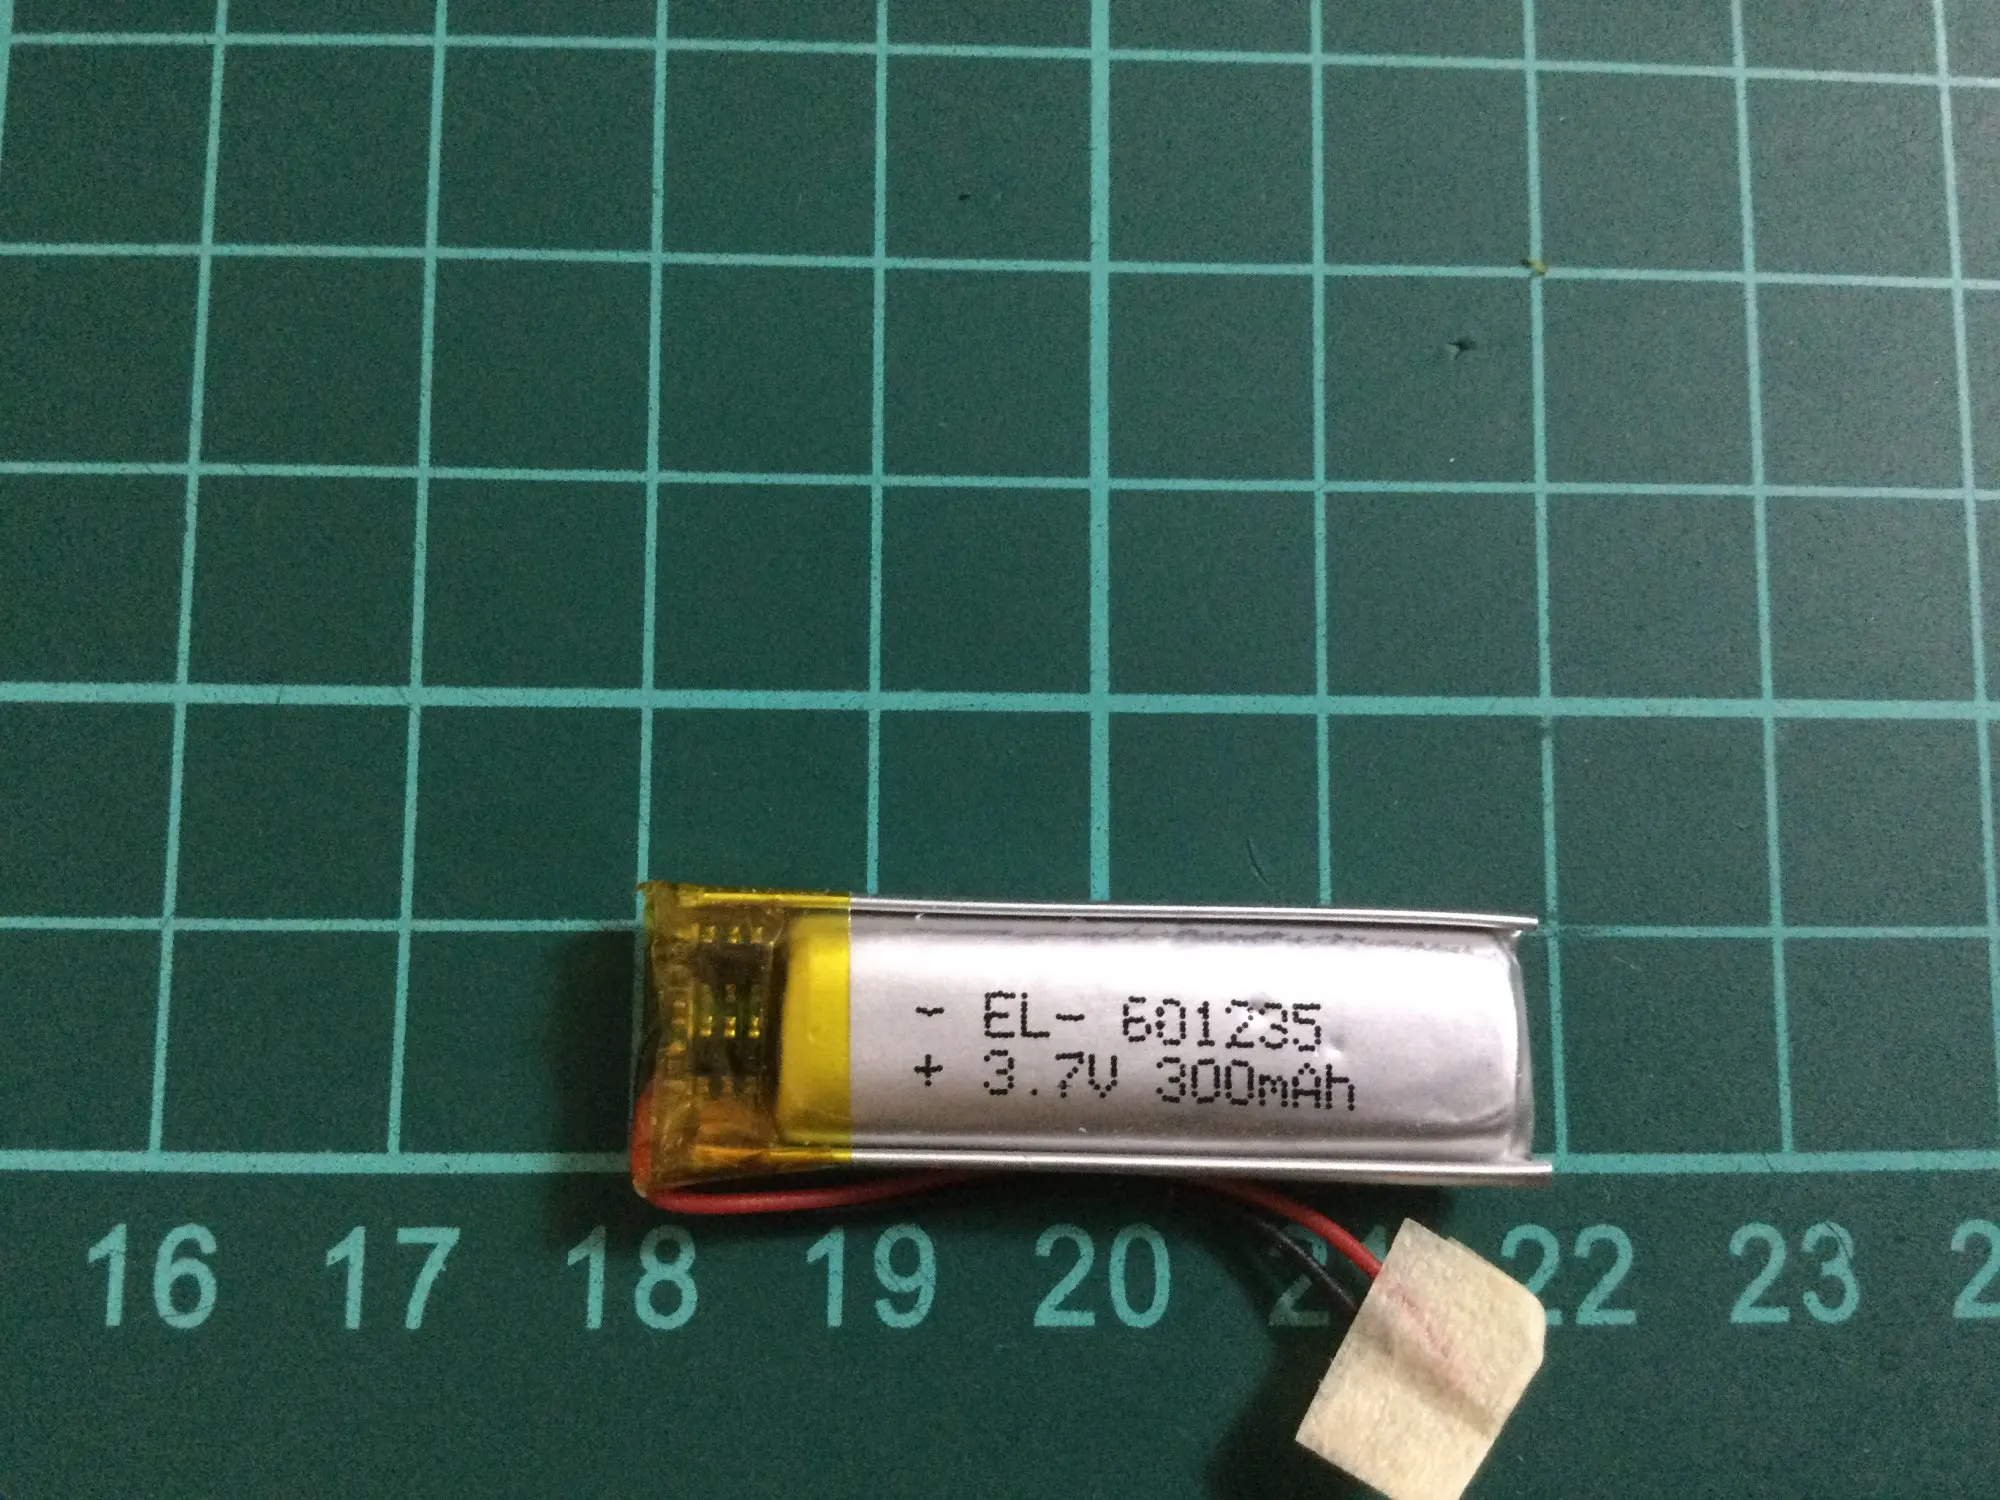 - EL- 601235
+ 3.7V 300mAh
16 17 18 19 20 21 22 23